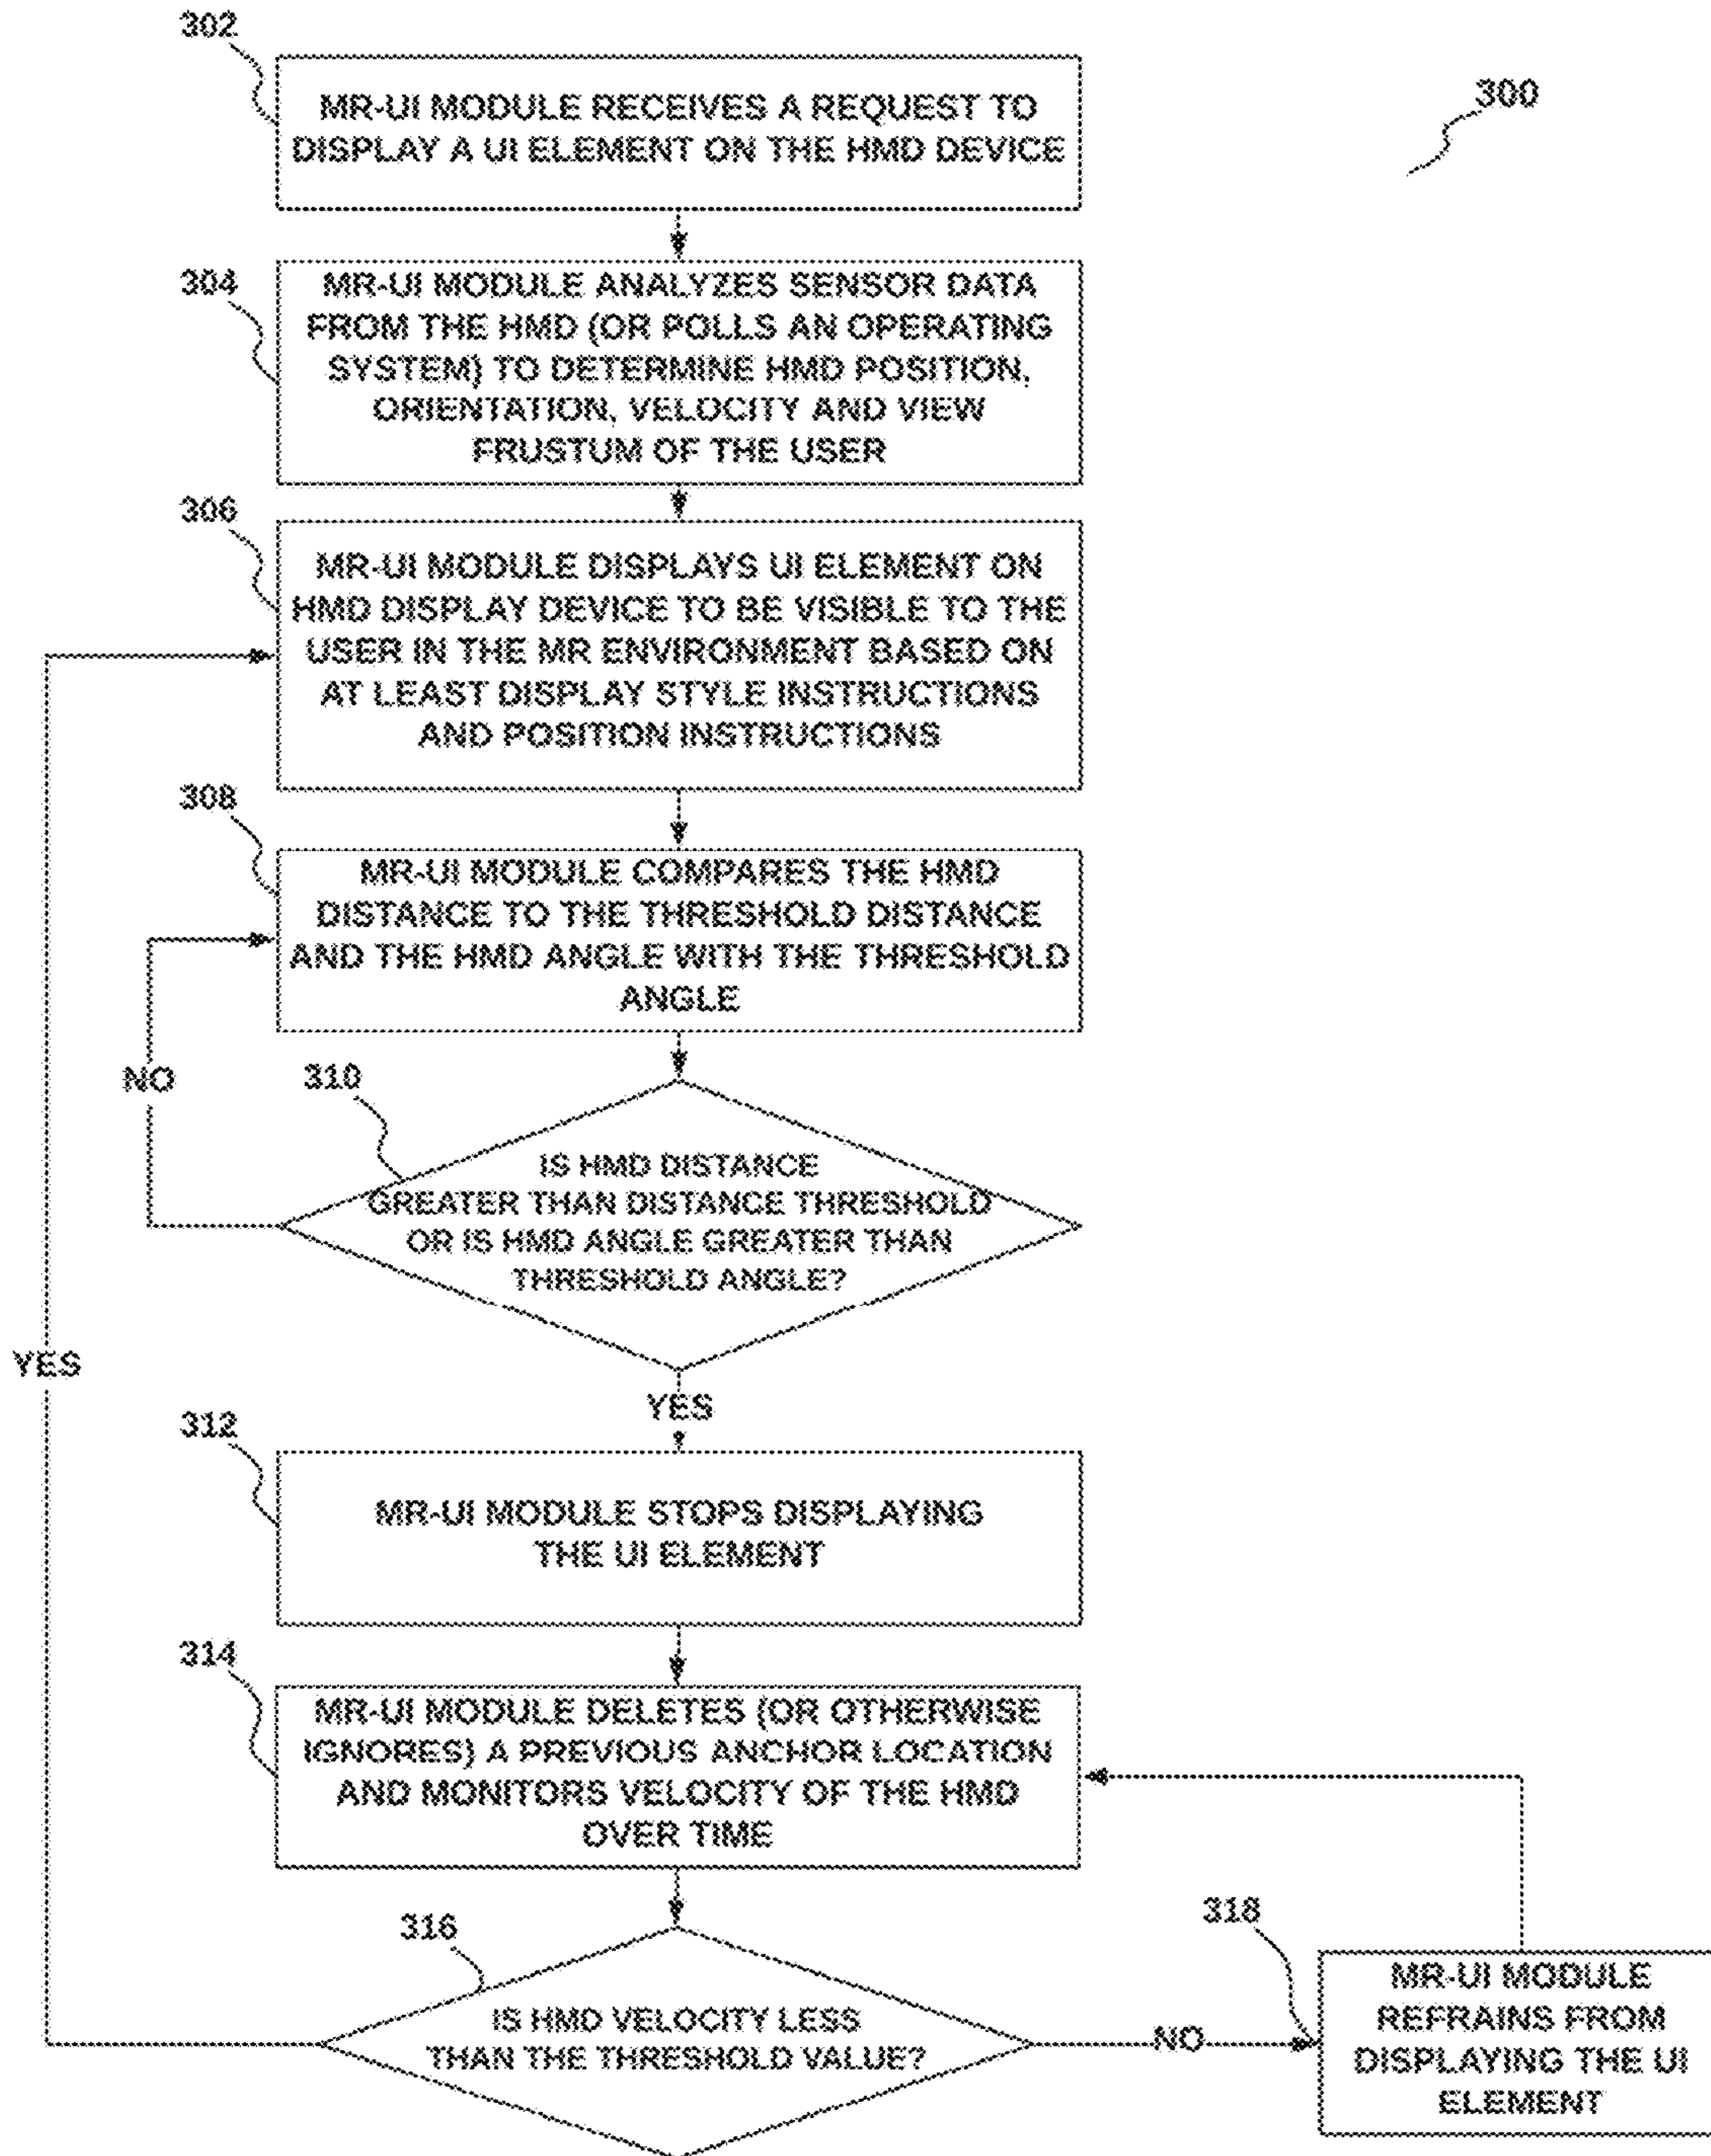 302
300
MR-UI MODULE RECEIVES A REQUEST TO
DISPLAY A UI ELEMENT ON THE HMD DEVICE
304
MR-UI MODULE ANALYZES SENSOR DATA
FROM THE HMD (OR POLLS AN OPERATING
SYSTEM) TO DETERMINE HMD POSITION,
ORIENTATION, VELOCITY AND VIEW
FRUSTUM OF THE USER
306
MR-UI MODULE DISPLAYS UI ELEMENT ON
HMD DISPLAY DEVICE TO BE VISIBLE TO THE
USER IN THE MR ENVIRONMENT BASED ON
AT LEAST DISPLAY STYLE INSTRUCTIONS
AND POSITION INSTRUCTIONS
308
MR-UI MODULE COMPARES THE HMD
DISTANCE TO THE THRESHOLD DISTANCE
AND THE HMD ANGLE WITH THE THRESHOLD
ANGLE
NO
310
IS HMD DISTANCE
GREATER THAN DISTANCE THRESHOLD
OR IS HMD ANGLE GREATER THAN
THRESHOLD ANGLE?
YES
YES
312
MR-UI MODULE STOPS DISPLAYING
THE UI ELEMENT
314
MR-UI MODULE DELETES (OR OTHERWISE
IGNORES) A PREVIOUS ANCHOR LOCATION
AND MONITORS VELOCITY OF THE HMD
OVER TIME
316
IS HMD VELOCITY LESS
THAN THE THRESHOLD VALUE?
NO
318
MR-UI MODULE
REFRAINS FROM
DISPLAYING THE UI
ELEMENT